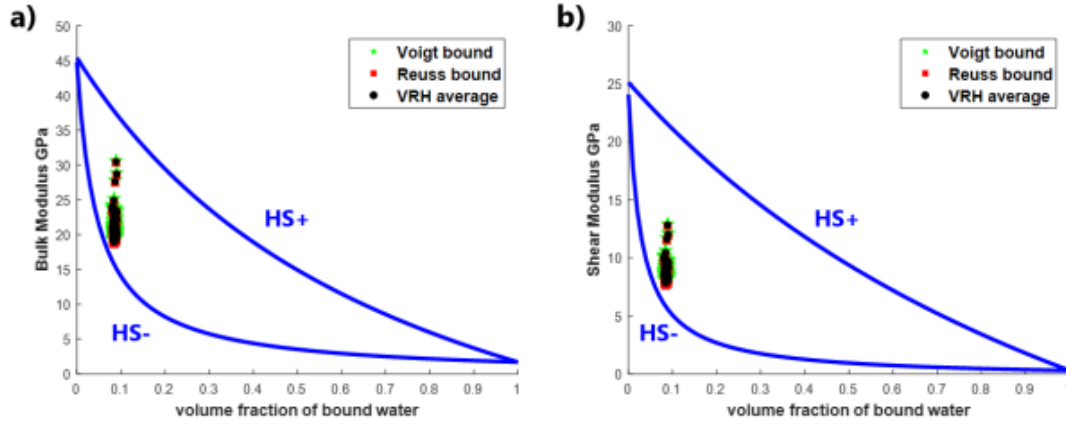 a)
50
45
40
35
30
25
20
15
10
5
0
Bulk Modulus GPa
Voigt bound
Reuss bound
VRH average
HS+
HS-
0 0.1 0.2 0.3 0.4 0.5 0.6 0.7 0.8 0.9 1
volume fraction of bound water
b)
30
25
20
15
10
5
0
Shear Modulus GPa
Voigt bound
Reuss bound
VRH average
HS+
HS-
0 0.1 0.2 0.3 0.4 0.5 0.6 0.7 0.8 0.9 1
volume fraction of bound water